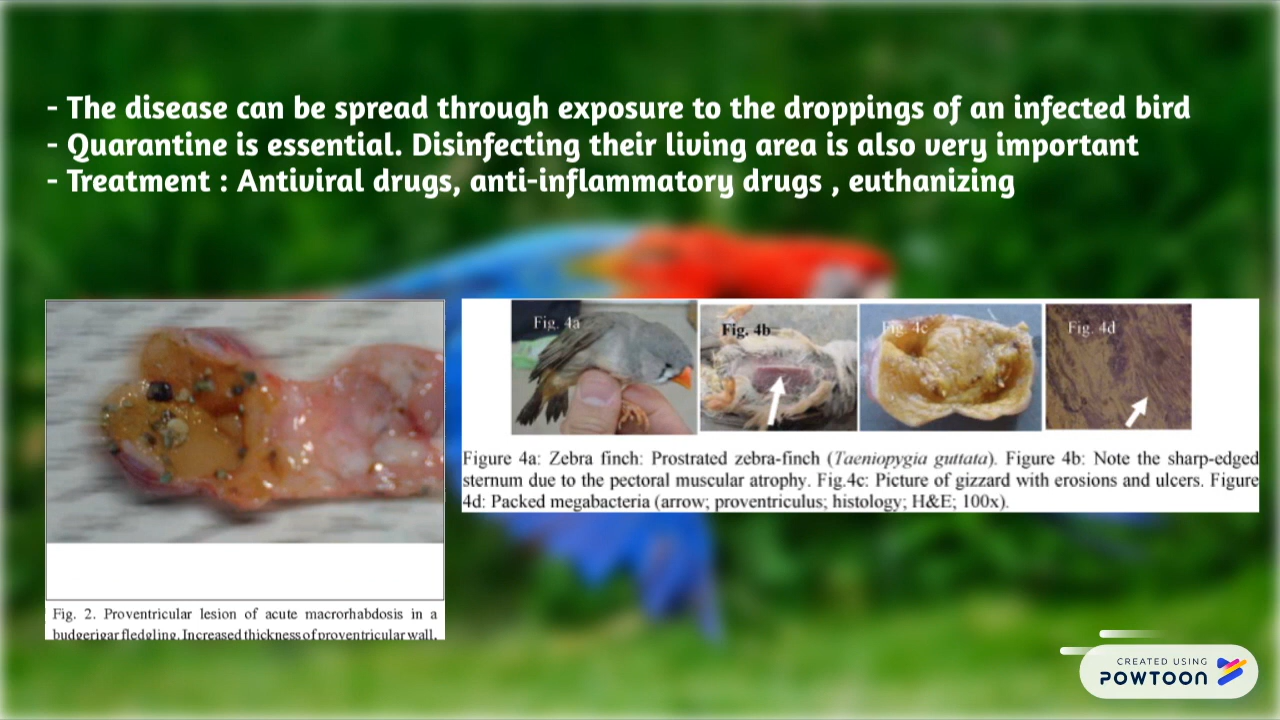 - The disease can be spread through exposure to the droppings of an infected bird
- Quarantine is essential. Disinfecting their living area is also very important
- Treatment : Antiviral drugs, anti-inflammatory drugs , euthanizing
Fig. 4a
Fig. 4b
Fig. 4c
Fig. 4d
Figure 4a: Zebra finch: Prostrated zebra-finch (Taeniopygia guttata). Figure 4b: Note the sharp-edged
sternum due to the pectoral muscular atrophy. Fig.4c: Picture of gizzard with erosions and ulcers. Figure
4d: Packed megabacteria (arrow; proventriculus; histology; H&E; 100x).
Fig. 2. Proventricular lesion of acute macrorhabdosis in a
budgerigar fledgling. Increased thickness of proventricular wall,
CREATED USING
POWTOON